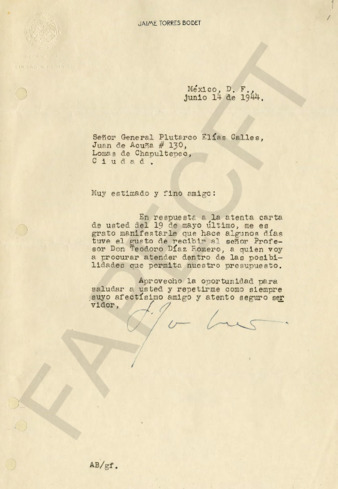 JAIME TORRES BODET
México, D. F.,
junio 14 de 1944.
Señor General Plutarco Elías Calles,
Juan de Acuña # 130,
Lomas de Chapultepec,
C i u d a d .
Muy estimado y fino amigo:
En respuesta a la atenta carta
de usted del 19 de mayo último, me es
grato manifestarle que hace algunos días
tuve el gusto de recibir al señor Profe-
sor Don Teodoro Días Romero, a quien voy
a procurar atender dentro de las posibi-
lidades que permita nuestro presupuesto.
Aprovecho la oportunidad para
saludar a usted y repetirme como siempre
suyo afectísimo amigo y atento seguro ser
vidor.
AB/gf.
FAPECFT